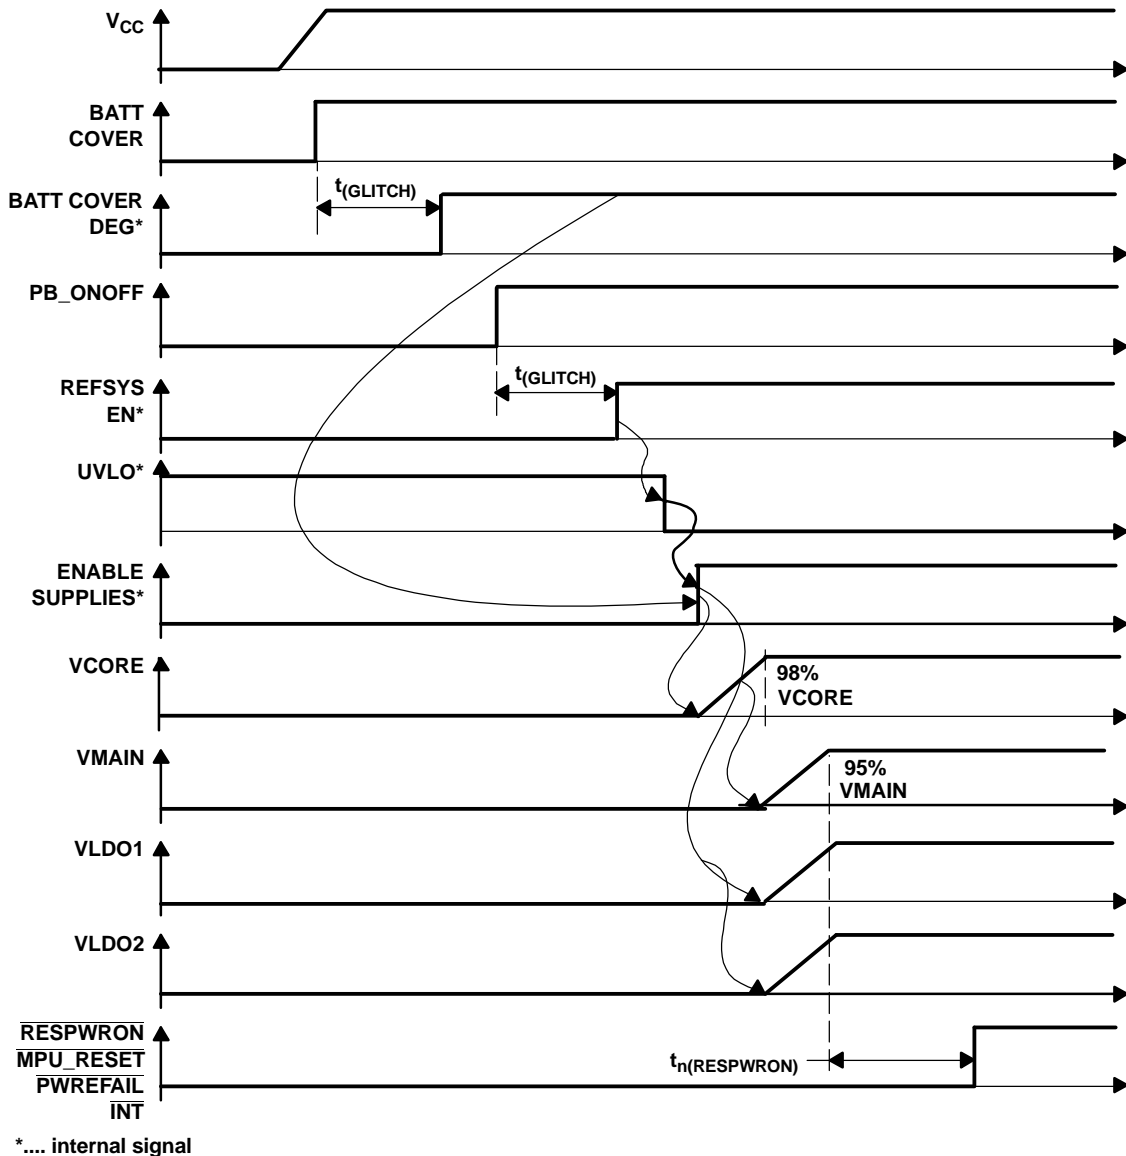 VCC
BATT
COVER
t(GLITCH)
BATT COVER
DEG*
PB_ONOFF
t(GLITCH)
REFSYS
EN*
UVLO*
ENABLE
SUPPLIES*
VCORE
98%
VCORE
VMAIN
95%
VMAIN
VLDO1
VLDO2
RESPWRON
MPU_RESET
PWREFAIL
INT
tn(RESPWRON)
*.... internal signal